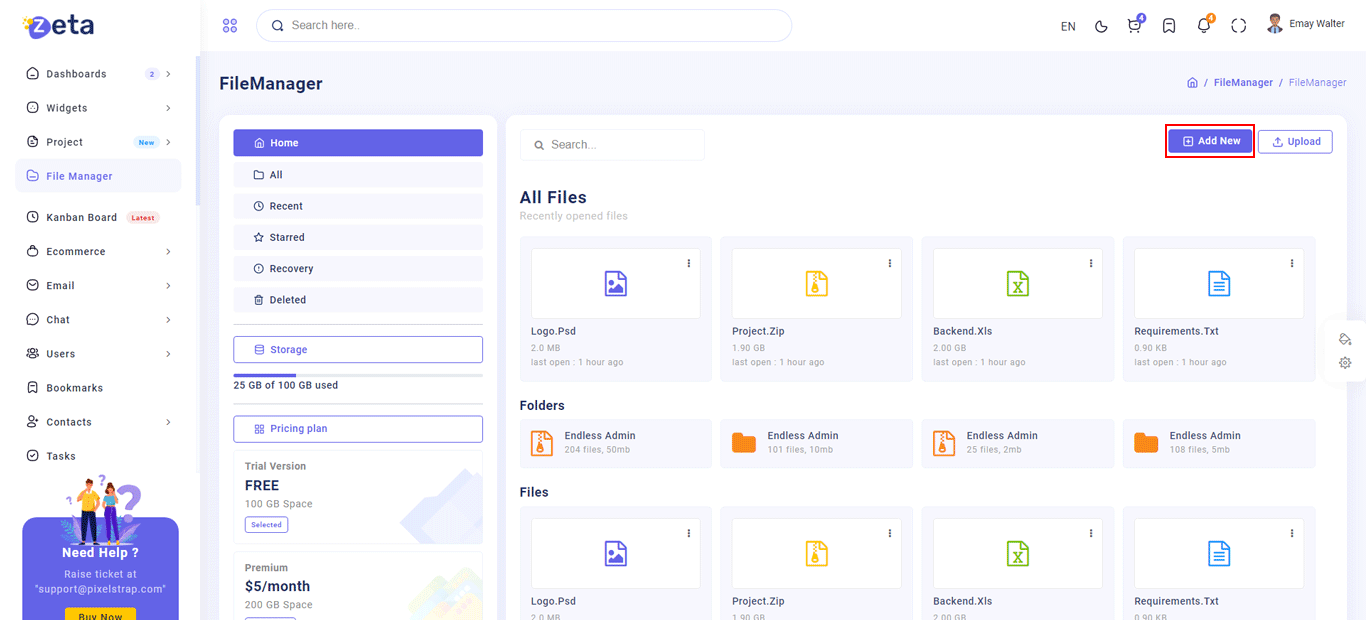 zeta
Search here..
EN
4
4
Emay Walter
Dashboards 2
Widgets
Project New
File Manager
Kanban Board Latest
Ecommerce
Email
Chat
Users
Bookmarks
Contacts
Tasks
Need Help ?
Raise ticket at
"support@pixelstrap.com"
Buy Now
FileManager
/ FileManager / FileManager
Home
All
Recent
Starred
Recovery
Deleted
Storage
25 GB of 100 GB used
Pricing plan
Trial Version
FREE
100 GB Space
Selected
Premium
$5/month
200 GB Space
Search...
Add New
Upload
All Files
Recently opened files
Logo.Psd
2.0 MB
last open : 1 hour ago
Project.Zip
1.90 GB
last open : 1 hour ago
Backend.Xls
2.00 GB
last open : 1 hour ago
Requirements.Txt
0.90 KB
last open : 1 hour ago
Folders
Endless Admin
204 files, 50mb
Endless Admin
101 files, 10mb
Endless Admin
25 files, 2mb
Endless Admin
108 files, 5mb
Files
Logo.Psd
2.0 MB
Project.Zip
1.90 GB
Backend.Xls
2.00 GB
Requirements.Txt
0.90 KB